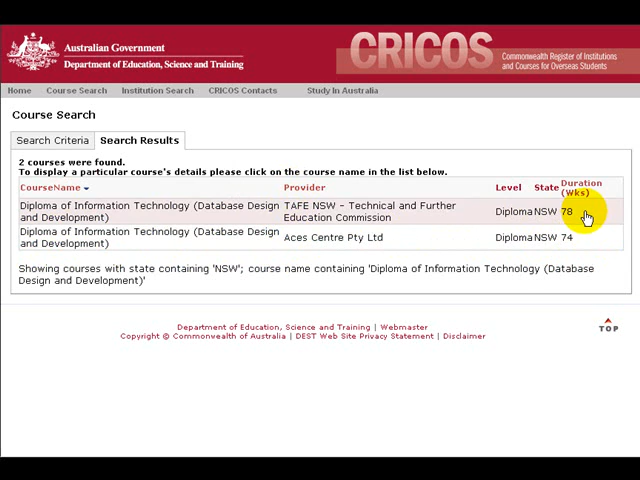 Australian Government
Department of Education, Science and Training
CRICOS
Commonwealth Register of Institutions
and Courses for Overseas Students
Home Course Search Institution Search CRICOS Contacts Study In Australia
Course Search
Search Criteria Search Results
2 courses were found.
To display a particular course's details please click on the course name in the list below.
CourseName Provider Level State Duration
(Wks)
Diploma of Information Technology (Database Design
and Development) TAFE NSW - Technical and Further
Education Commission Diploma NSW 78
Diploma of Information Technology (Database Design
and Development) Aces Centre Pty Ltd Diploma NSW 74
Showing courses with state containing 'NSW'; course name containing 'Diploma of Information Technology (Database
Design and Development)'
Department of Education, Science and Training | Webmaster
Copyright © Commonwealth of Australia | DEST Web Site Privacy Statement | Disclaimer
TOP